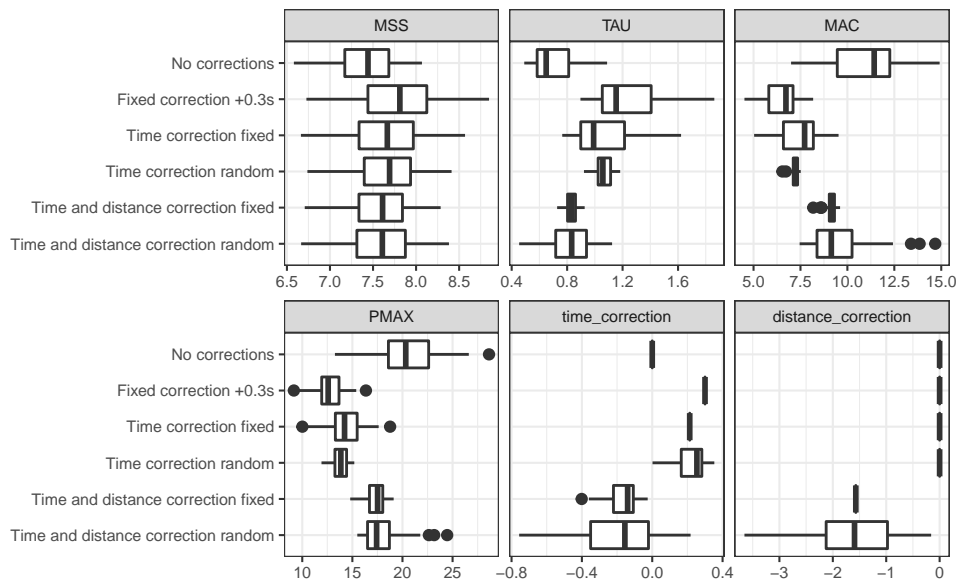 MSS TAU MAC
No corrections
Fixed correction +0.3s
Time correction fixed
Time correction random
Time and distance correction fixed
Time and distance correction random
6.5 7.0 7.5 8.0 8.5 0.4 0.8 1.2 1.6 5.0 7.5 10.0 12.5 15.0
PMAX time_correction distance_correction
No corrections
Fixed correction +0.3s
Time correction fixed
Time correction random
Time and distance correction fixed
Time and distance correction random
10 15 20 25 −0.8 −0.4 0.0 0.4 −3 −2 −1 0